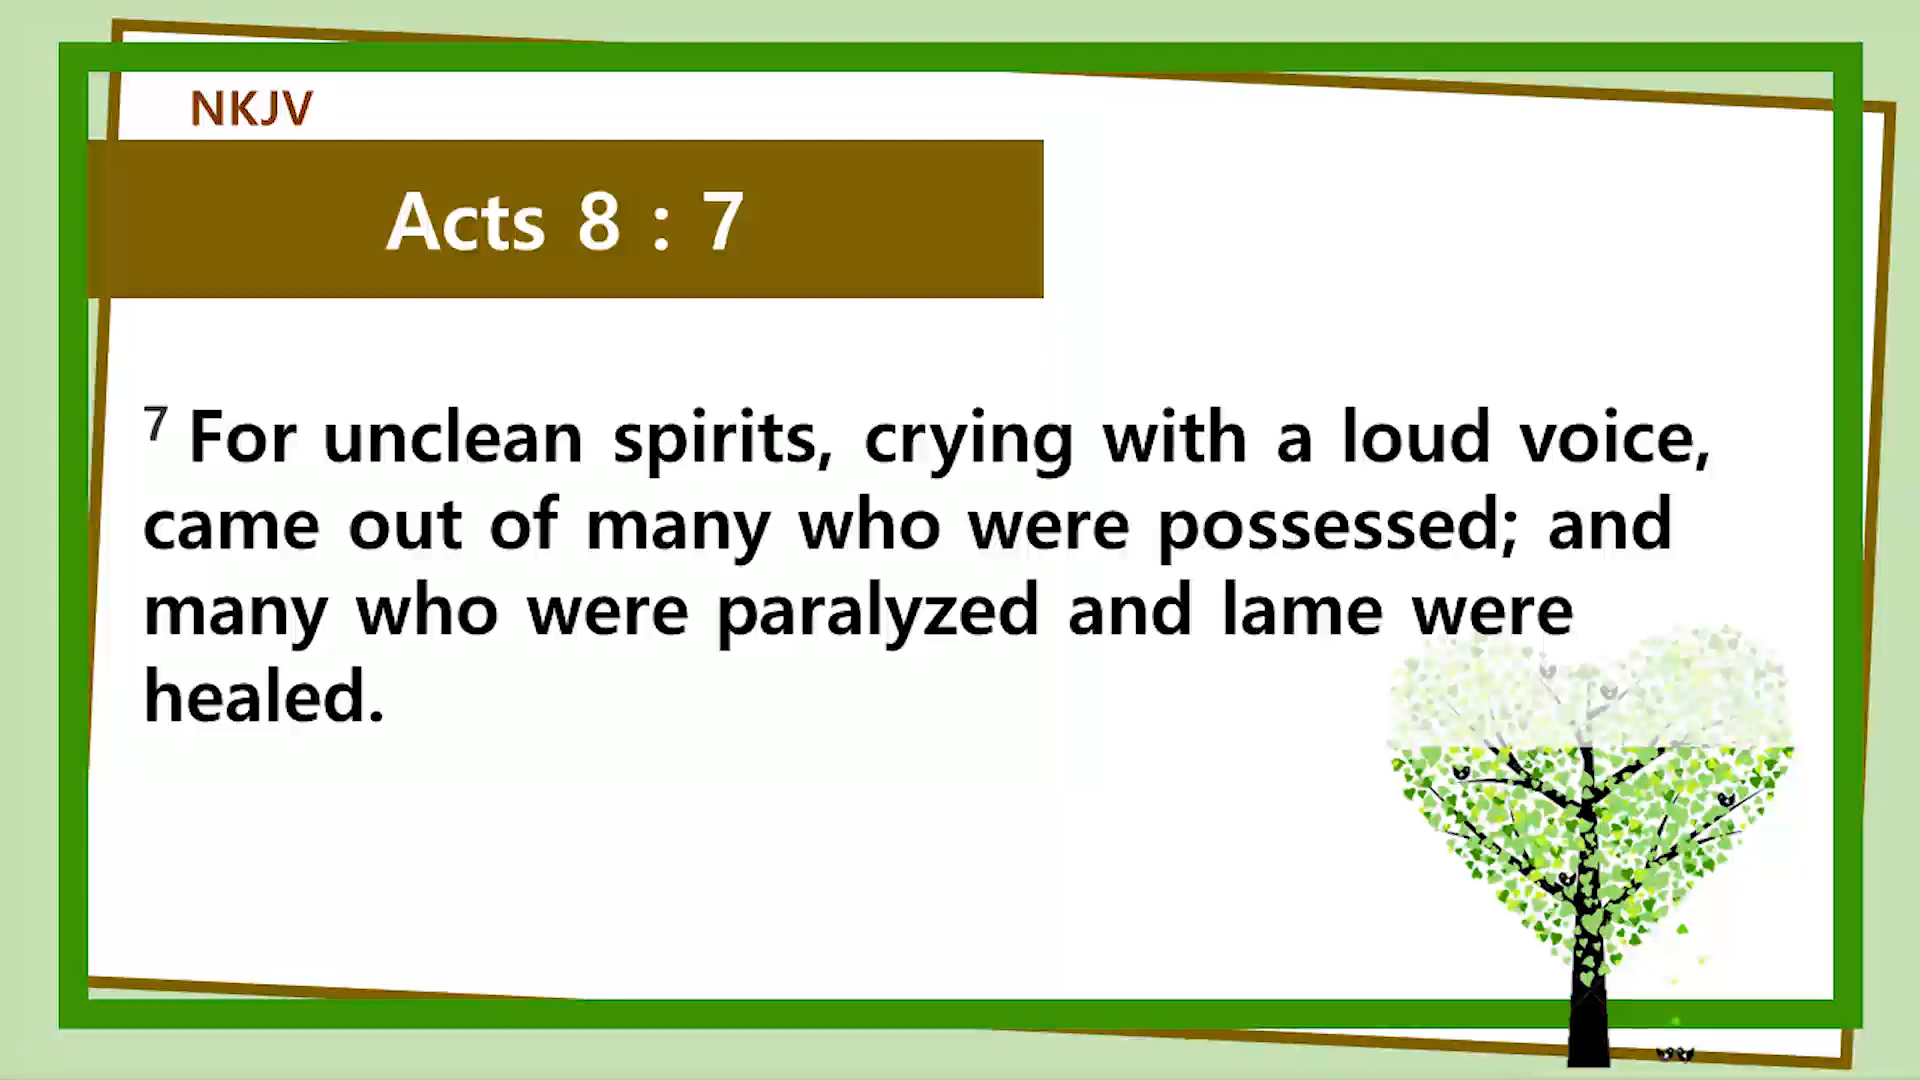 NKJV
Acts 8 : 7
7 For unclean spirits, crying with a loud voice,
came out of many who were possessed; and
many who were paralyzed and lame were
healed.